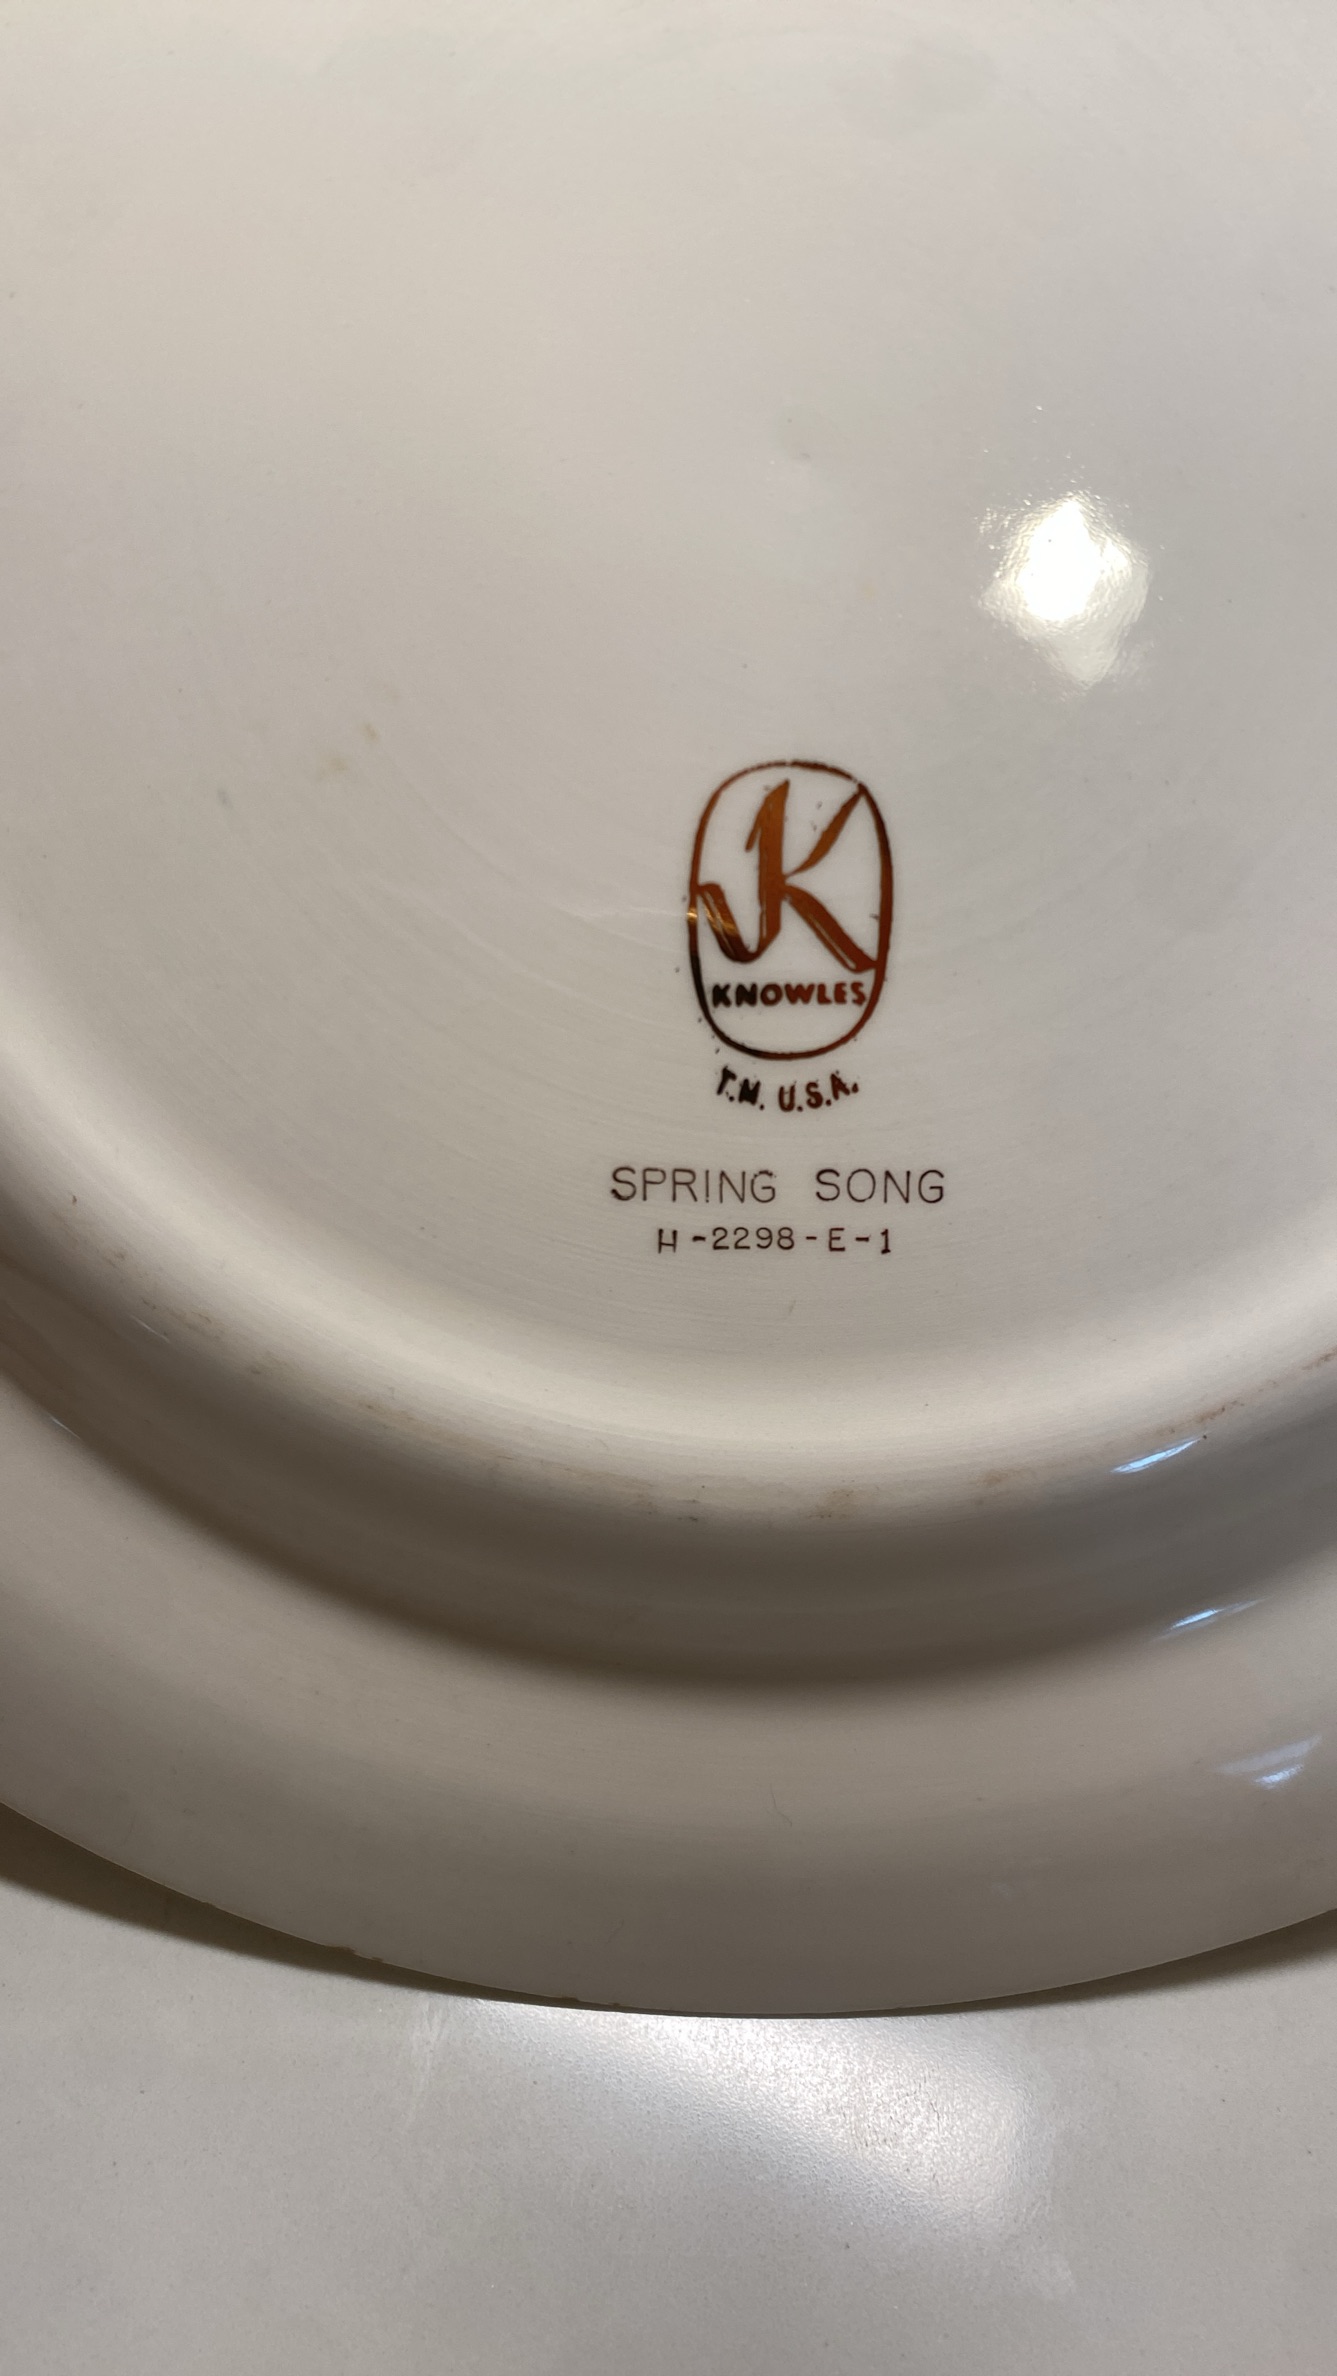 K
KNOWLES
T.M. U.S.A.
SPRING SONG
H-2298-E-1